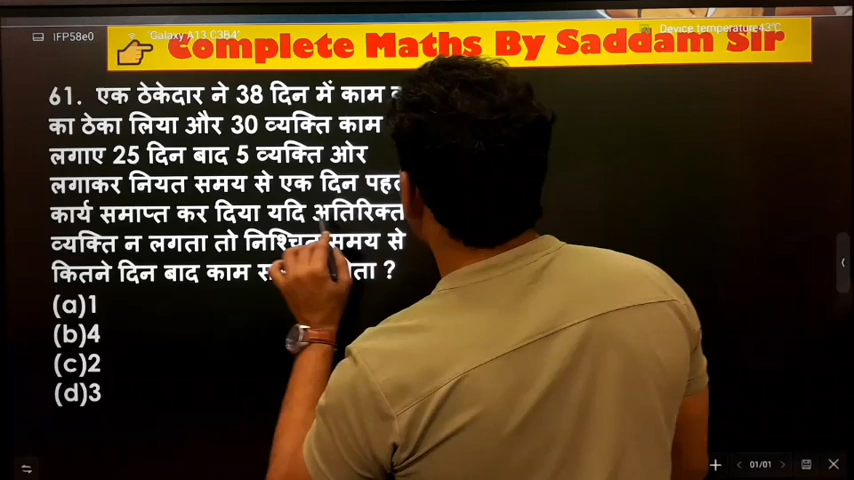 IFP58e0
Galaxy A13 C3B4
Device temperature43°C
Complete Maths By Saddam Sir
61. एक ठेकेदार ने 38 दिन में काम
का ठेका लिया और 30 व्यक्ति काम
लगाए 25 दिन बाद 5 व्यक्ति ओर
लगाकर नियत समय से एक दिन
कार्य समाप्त कर दिया यदि अतिरिक्त
व्यक्ति न लगता तो निश्चित समय से
कितने दिन बाद काम ?
(a)1
(b)4
(c)2
(d)3
01/01